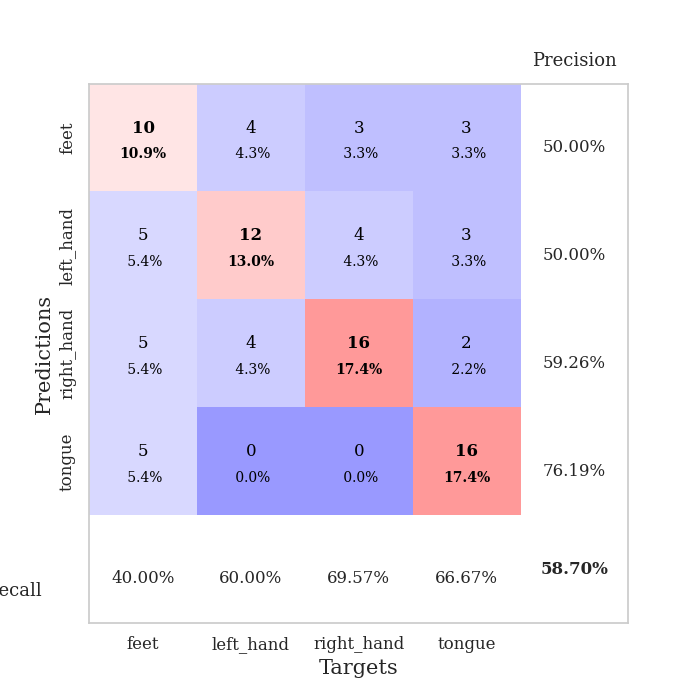 Precision
feet
10 4 3 3
10.9% 4.3% 3.3% 3.3%
50.00%
left_hand
5 12 4 3
5.4% 13.0% 4.3% 3.3%
50.00%
right_hand
5 4 16 2
5.4% 4.3% 17.4% 2.2%
59.26%
tongue
5 0 0 16
5.4% 0.0% 0.0% 17.4%
76.19%
Predictions
ecall
40.00% 60.00% 69.57% 66.67%
58.70%
feet left_hand right_hand tongue
Targets